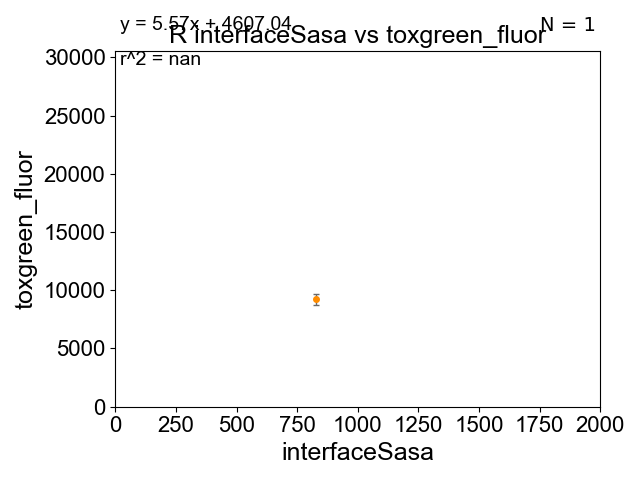 y = 5.57x + 4607.04
N = 1
R interfaceSasa vs toxgreen_fluor
r^2 = nan
30000
25000
20000
15000
10000
5000
0
toxgreen_fluor
0 250 500 750 1000 1250 1500 1750 2000
interfaceSasa